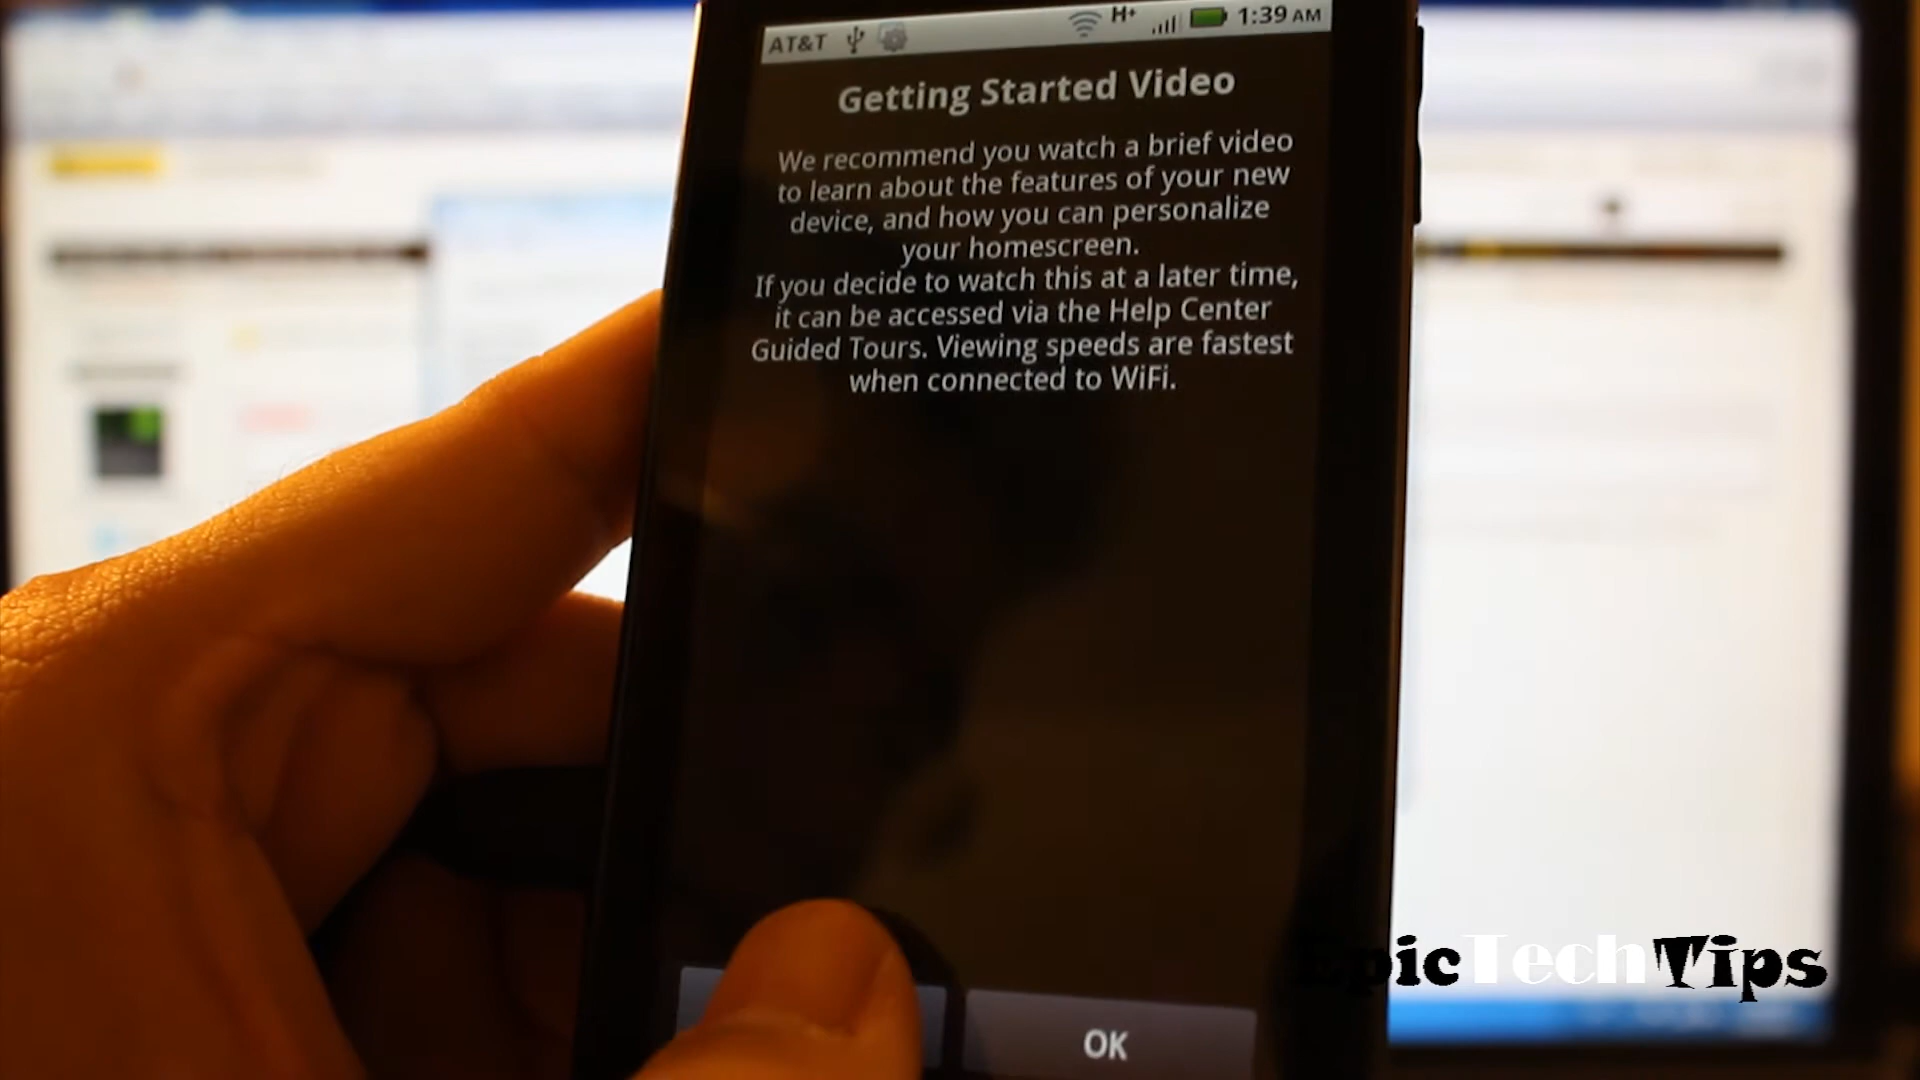 AT&T H+ 1:39 AM
Getting Started Video
We recommend you watch a brief video
to learn about the features of your new
device, and how you can personalize
your homescreen.
If you decide to watch this at a later time,
it can be accessed via the Help Center
Guided Tours. Viewing speeds are fastest
when connected to WiFi.
OK
EpicTechTips